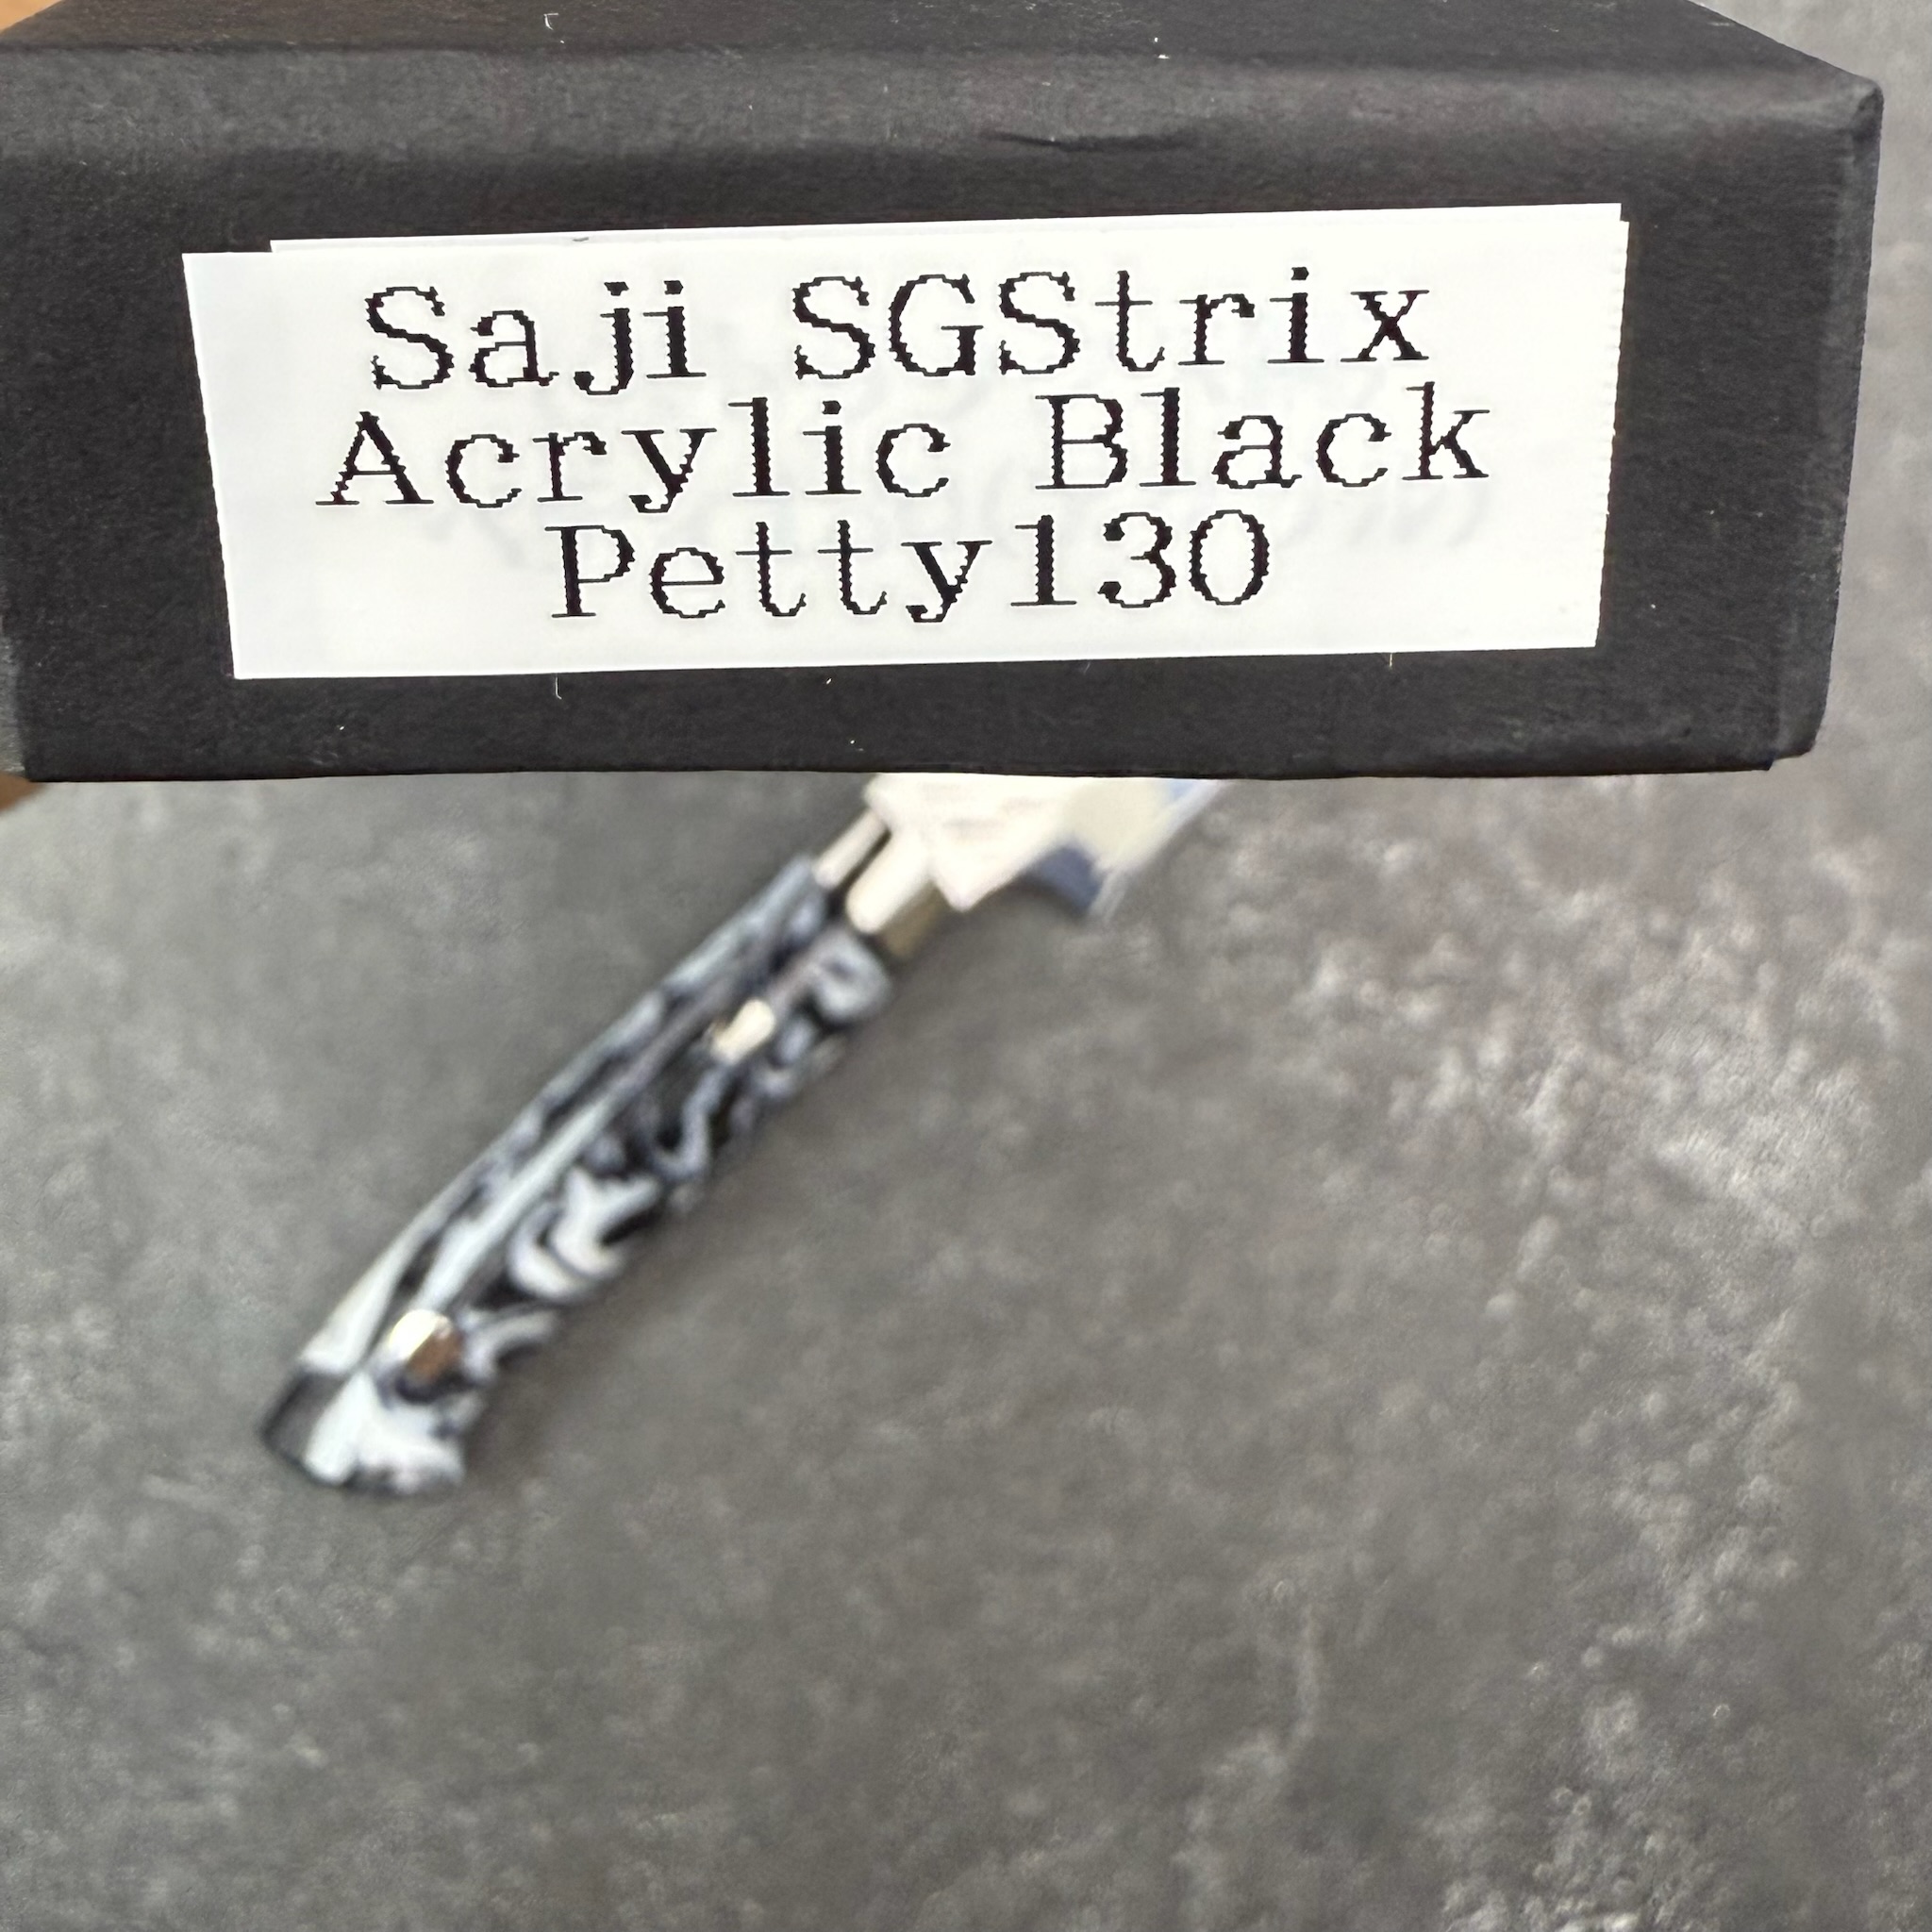 Saji SGStrix
Acrylic Black
Petty130